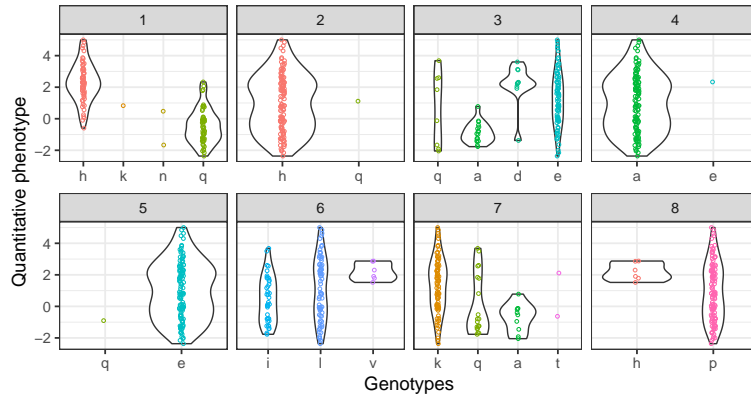 1 2 3 4
Quantitative phenotype
4
2
0
−2
h k n q h q q a d e a e
5 6 7 8
4
2
0
−2
q e i l v k q a t h p
Genotypes